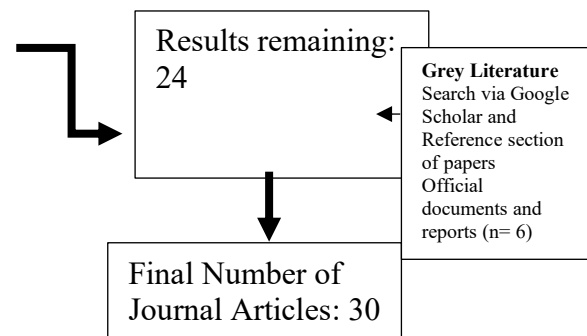 Results remaining:
24
Grey Literature
Search via Google
Scholar and
Reference section
of papers
Official
documents and
reports (n= 6)
Final Number of
Journal Articles: 30